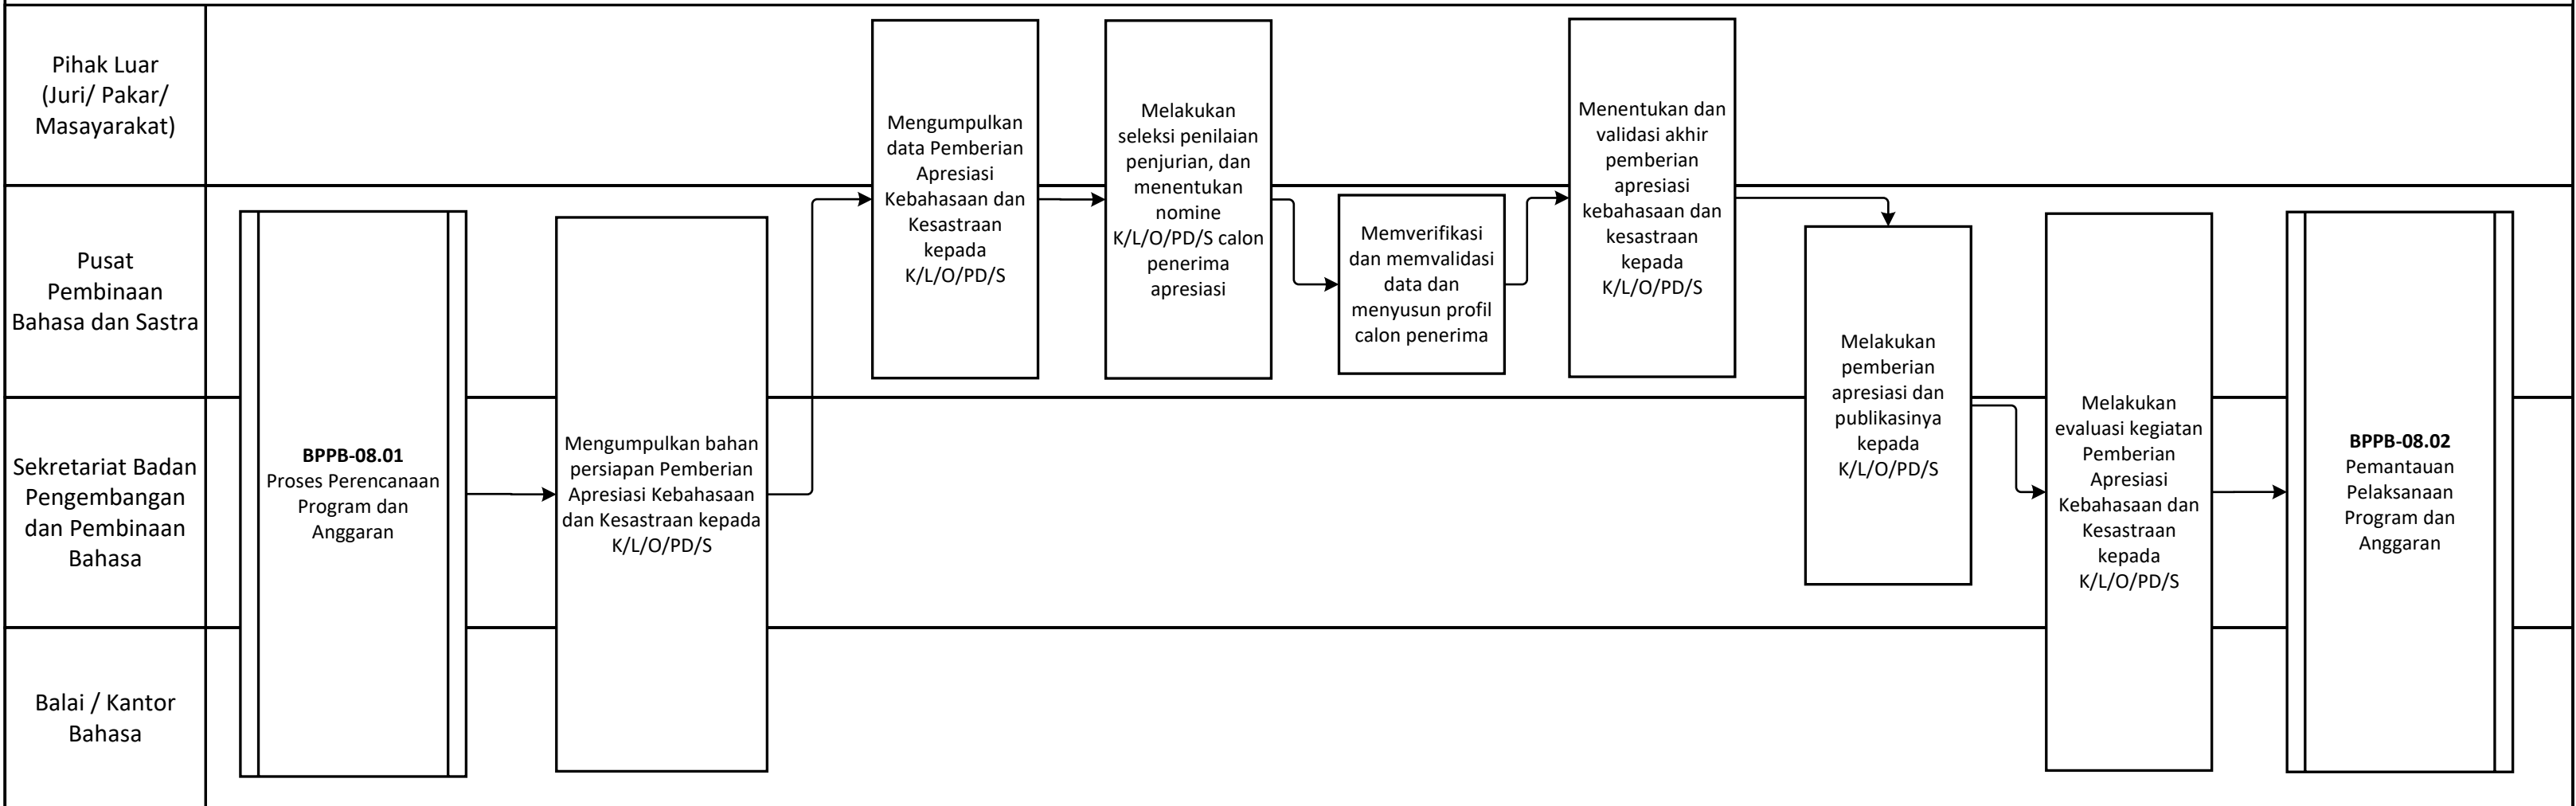 Pihak Luar
(Juri/ Pakar/
Masayarakat)
Pusat
Pembinaan
Bahasa dan Sastra
Sekretariat Badan
Pengembangan
dan Pembinaan
Bahasa
Balai / Kantor
Bahasa
BPPB-08.01
Proses Perencanaan
Program dan
Anggaran
Mengumpulkan bahan
persiapan Pemberian
Apresiasi Kebahasaan
dan Kesastraan kepada
K/L/O/PD/S
Mengumpulkan
data Pemberian
Apresiasi
Kebahasaan dan
Kesastraan
kepada
K/L/O/PD/S
Melakukan
seleksi penilaian
penjurian, dan
menentukan
nomine
K/L/O/PD/S calon
penerima
apresiasi
Memverifikasi
dan memvalidasi
data dan
menyusun profil
calon penerima
Menentukan dan
validasi akhir
pemberian
apresiasi
kebahasaan dan
kesastraan
kepada
K/L/O/PD/S
Melakukan
pemberian
apresiasi dan
publikasinya
kepada
K/L/O/PD/S
Melakukan
evaluasi kegiatan
Pemberian
Apresiasi
Kebahasaan dan
Kesastraan
kepada
K/L/O/PD/S
BPPB-08.02
Pemantauan
Pelaksanaan
Program dan
Anggaran